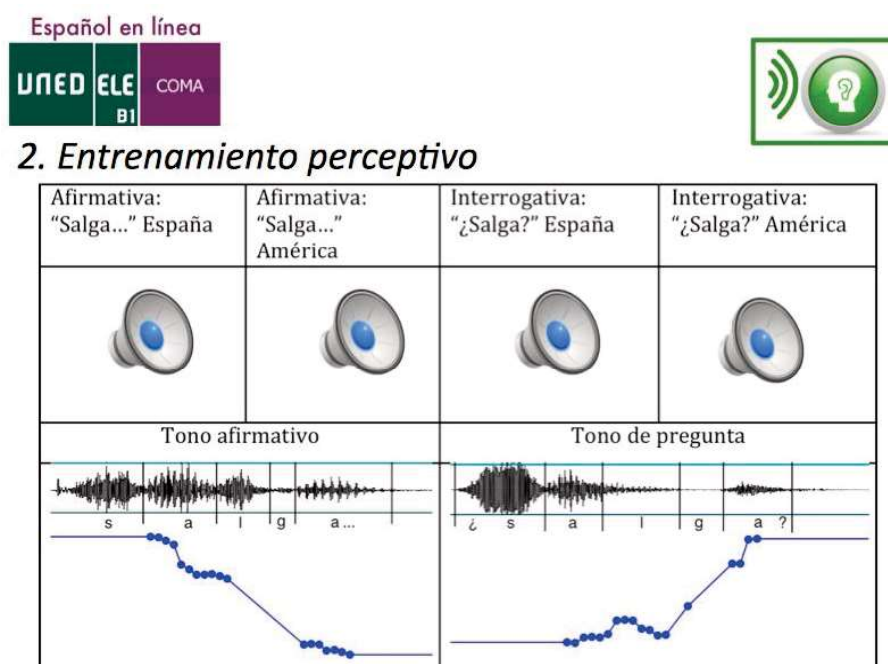 Español en línea
UNED ELE B1 COMA
2. Entrenamiento perceptivo
Afirmativa:
“Salga...” España
Afirmativa:
“Salga...”
América
Interrogativa:
“¿Salga?” España
Interrogativa:
“¿Salga?” América
Tono afirmativo
Tono de pregunta
s a l g a...
¿ s a l g a ?